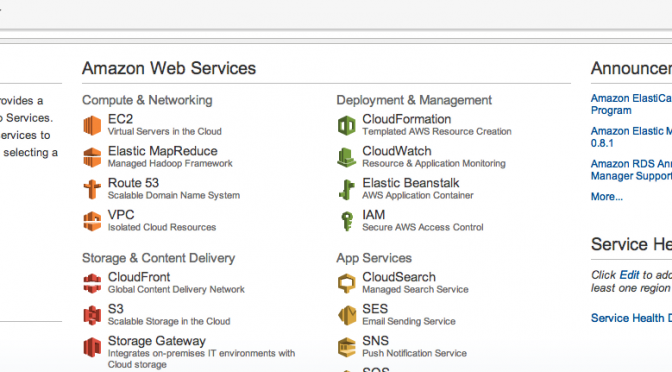 rovides a
Services.
ervices to
selecting a
Amazon Web Services
Compute & Networking
EC2
Virtual Servers in the Cloud
Elastic MapReduce
Managed Hadoop Framework
Route 53
Scalable Domain Name System
VPC
Isolated Cloud Resources
Storage & Content Delivery
CloudFront
Global Content Delivery Network
S3
Scalable Storage in the Cloud
Storage Gateway
Integrates on-premises IT environments with
Cloud storage
Deployment & Management
CloudFormation
Templated AWS Resource Creation
CloudWatch
Resource & Application Monitoring
Elastic Beanstalk
AWS Application Container
IAM
Secure AWS Access Control
App Services
CloudSearch
Managed Search Service
SES
Email Sending Service
SNS
Push Notification Service
SQS
Announcem
Amazon ElastiCa
Program
Amazon Elastic M
0.8.1
Amazon RDS Ann
Manager Support
More...
Service Hea
Click Edit to add
least one region
Service Health D